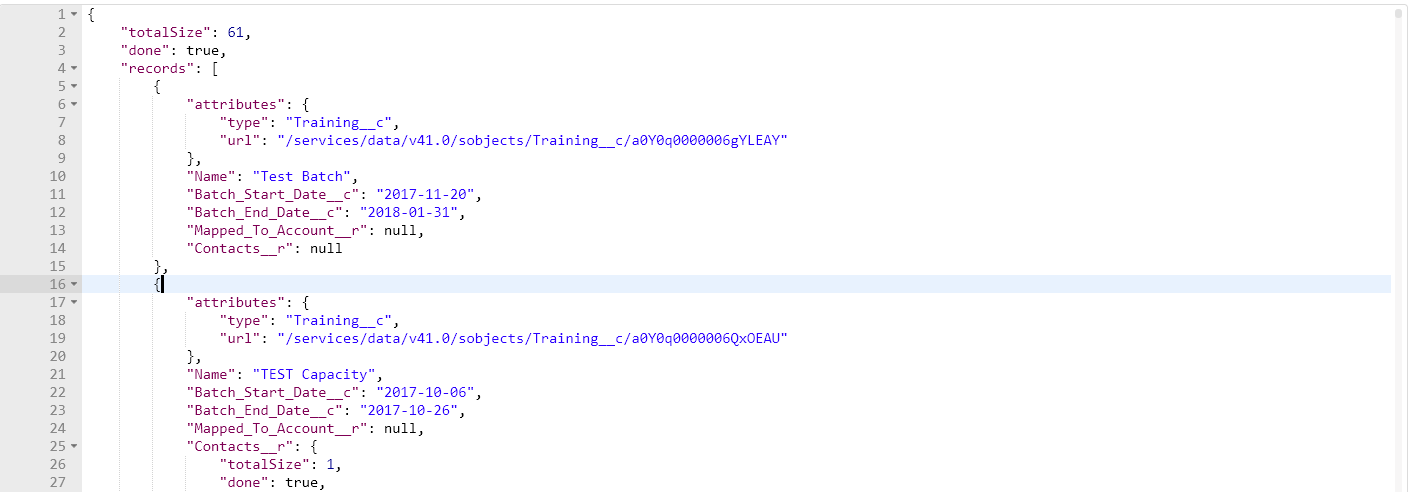 1 {
2 "totalSize": 61,
3 "done": true,
4 "records": [
5 {
6 "attributes": {
7 "type": "Training__c",
8 "url": "/services/data/v41.0/sobjects/Training__c/a0Y0q0000006gYLEAY"
9 },
10 "Name": "Test Batch",
11 "Batch_Start_Date__c": "2017-11-20",
12 "Batch_End_Date__c": "2018-01-31",
13 "Mapped_To_Account__r": null,
14 "Contacts__r": null
15 },
16 {
17 "attributes": {
18 "type": "Training__c",
19 "url": "/services/data/v41.0/sobjects/Training__c/a0Y0q0000006QxOEAU"
20 },
21 "Name": "TEST Capacity",
22 "Batch_Start_Date__c": "2017-10-06",
23 "Batch_End_Date__c": "2017-10-26",
24 "Mapped_To_Account__r": null,
25 "Contacts__r": {
26 "totalSize": 1,
27 "done": true,